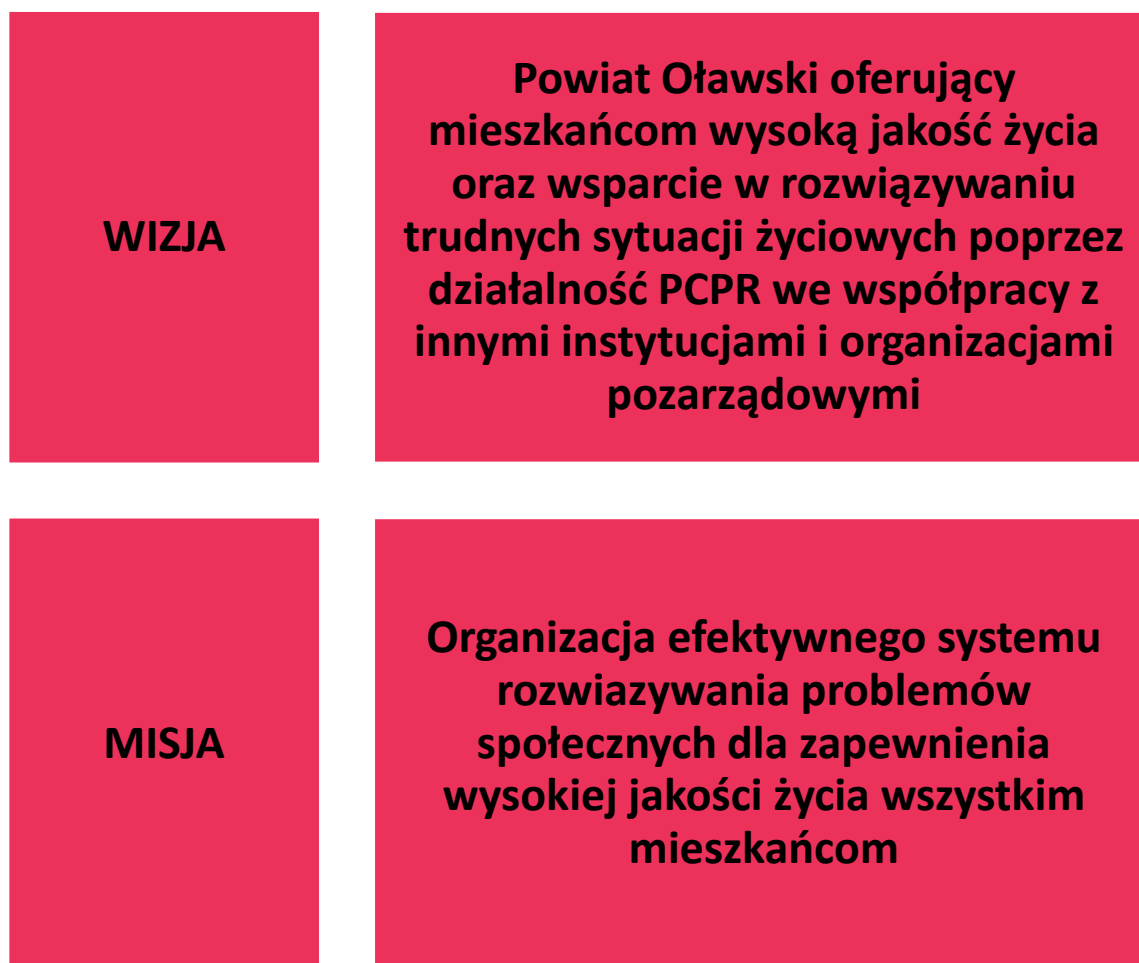 WIZJA
Powiat Oławski oferujący
mieszkańcom wysoką jakość życia
oraz wsparcie w rozwiązywaniu
trudnych sytuacji życiowych poprzez
działalność PCPR we współpracy z
innymi instytucjami i organizacjami
pozarządowymi
MISJA
Organizacja efektywnego systemu
rozwiazywania problemów
społecznych dla zapewnienia
wysokiej jakości życia wszystkim
mieszkańcom